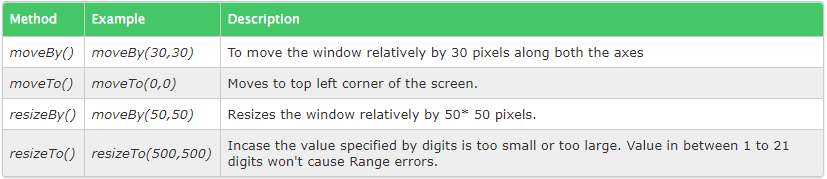 Method Example Description
moveBy() moveBy(30,30) To move the window relatively by 30 pixels along both the axes
moveTo() moveTo(0,0) Moves to top left corner of the screen.
resizeBy() moveBy(50,50) Resizes the window relatively by 50* 50 pixels.
resizeTo() resizeTo(500,500) Incase the value specified by digits is too small or too large. Value in between 1 to 21
digits won't cause Range errors.